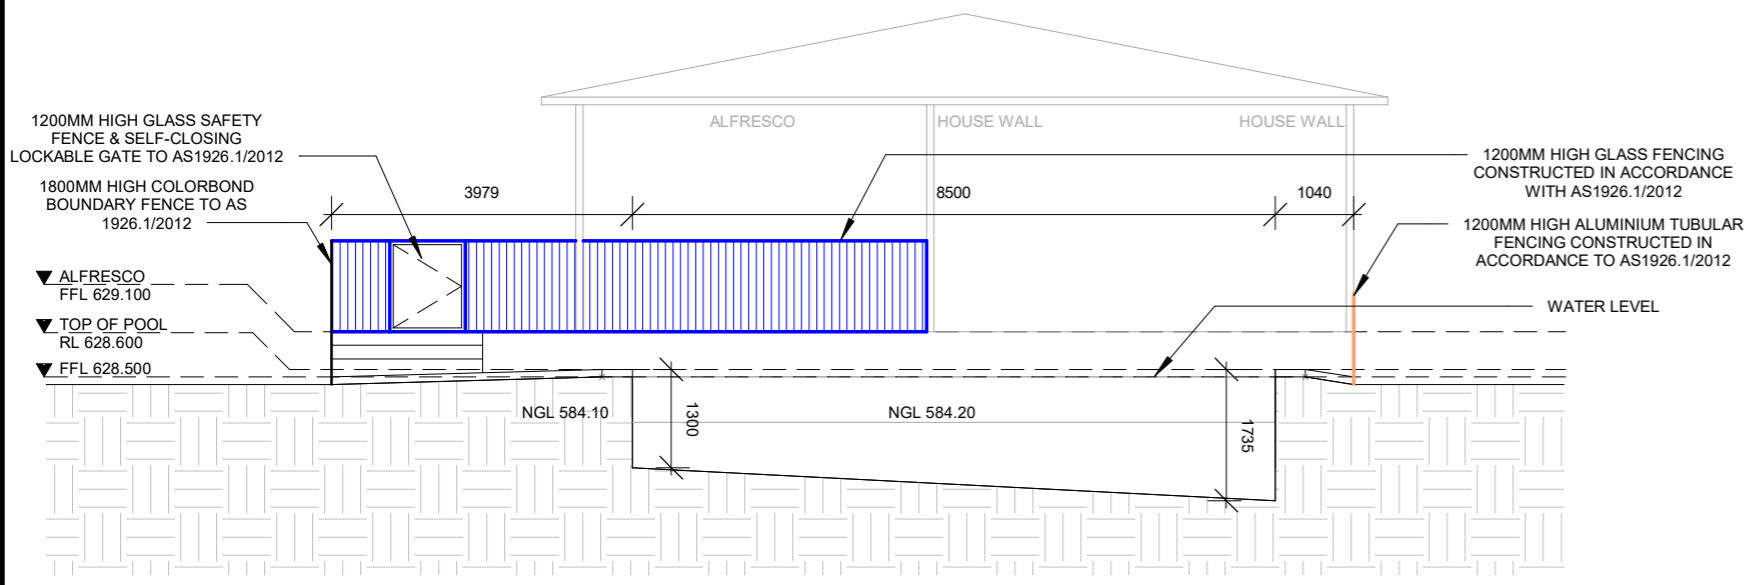 ALFRESCO
HOUSE WALL
HOUSE WALL
1200MM HIGH GLASS SAFETY
FENCE & SELF-CLOSING
LOCKABLE GATE TO AS1926.1/2012
1800MM HIGH COLORBOND
BOUNDARY FENCE TO AS
1926.1/2012
1200MM HIGH GLASS FENCING
CONSTRUCTED IN ACCORDANCE
WITH AS1926.1/2012
1200MM HIGH ALUMINIUM TUBULAR
FENCING CONSTRUCTED IN
ACCORDANCE TO AS1926.1/2012
3979
8500
1040
ALFRESCO
FFL 629.100
TOP OF POOL
RL 628.600
FFL 628.500
WATER LEVEL
NGL 584.10
1300
NGL 584.20
1735